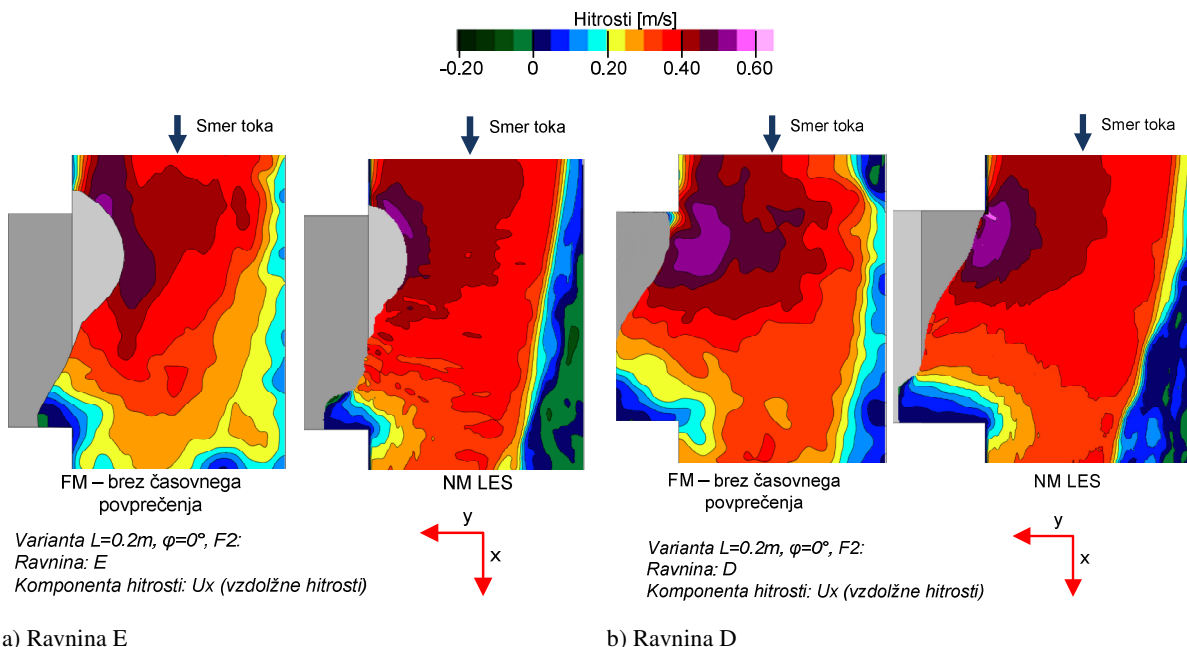 Hitrosti [m/s]
-0.20 0 0.20 0.40 0.60
Smer toka
Smer toka
Smer toka
Smer toka
FM – brez časovnega
povprečenja
NM LES
FM – brez časovnega
povprečenja
NM LES
y
x
Varianta L=0.2m, φ=0°, F2:
Ravnina: E
Komponenta hitrosti: Ux (vzdolžne hitrosti)
y
x
Varianta L=0.2m, φ=0°, F2:
Ravnina: D
Komponenta hitrosti: Ux (vzdolžne hitrosti)
a) Ravnina E
b) Ravnina D